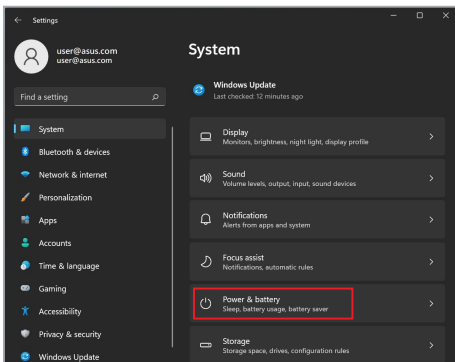 Settings
user@asus.com
user@asus.com
Find a setting
System
Bluetooth & devices
Network & internet
Personalization
Apps
Accounts
Time & language
Gaming
Accessibility
Privacy & security
Windows Update
System
Windows Update
Last checked: 12 minutes ago
Display
Monitors, brightness, night light, display profile
Sound
Volume levels, output, input, sound devices
Notifications
Alerts from apps and system
Focus assist
Notifications, automatic rules
Power & battery
Sleep, battery usage, battery saver
Storage
Storage space, drives, configuration rules